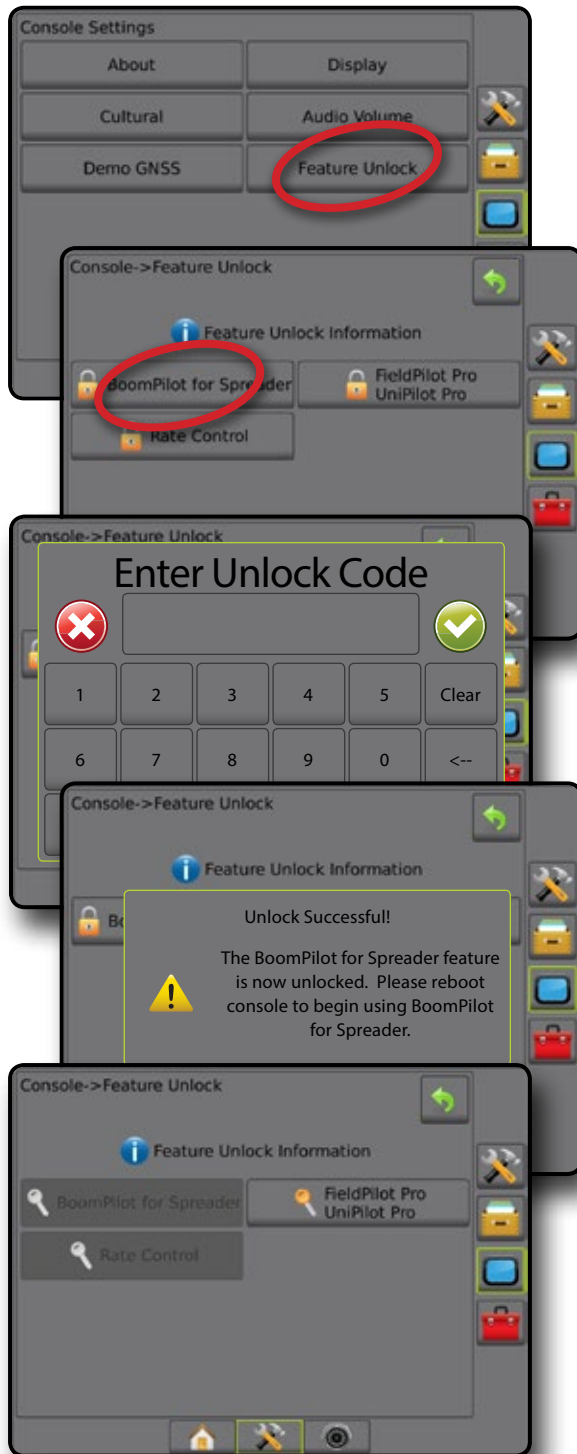 Console Settings
About
Display
Cultural
Audio Volume
Demo GNSS
Feature Unlock
Console->Feature Unlock
Feature Unlock Information
BoomPilot for Spreader
FieldPilot Pro
UniPilot Pro
Rate Control
Console->Feature Unlock
Enter Unlock Code
1
2
3
4
5
Clear
6
7
8
9
0
<--
Console->Feature Unlock
Feature Unlock Information
Bo
Unlock Successful!
The BoomPilot for Spreader feature
is now unlocked. Please reboot
console to begin using BoomPilot
for Spreader.
Console->Feature Unlock
Feature Unlock Information
BoomPilot for Spreader
FieldPilot Pro
UniPilot Pro
Rate Control